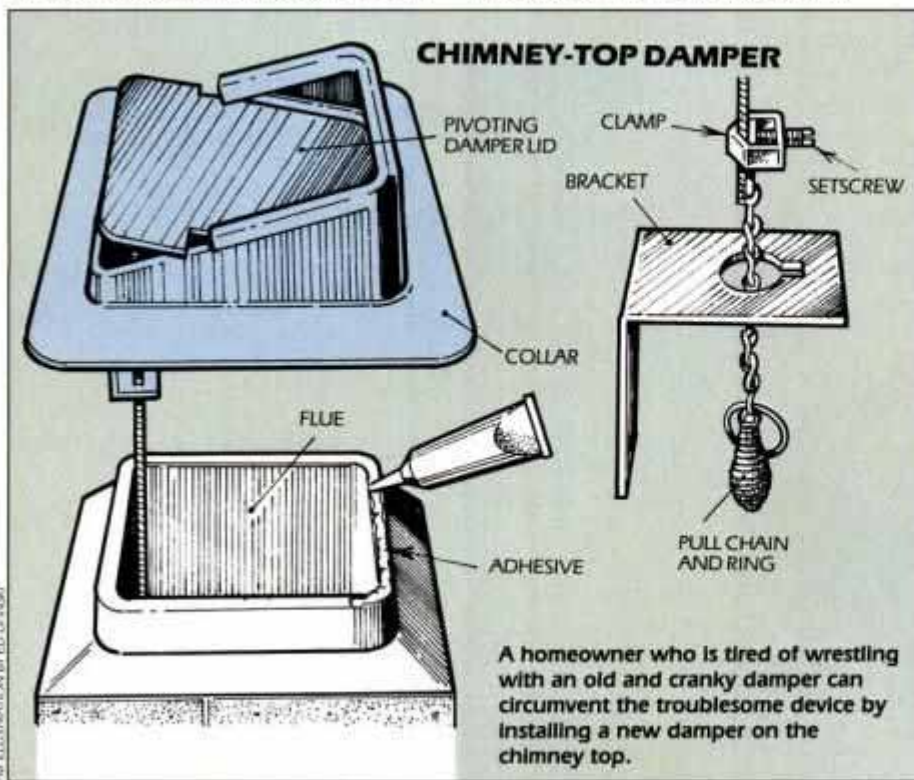 CHIMNEY-TOP DAMPER
PIVOTING
DAMPER LID
CLAMP
SETSCREW
BRACKET
COLLAR
FLUE
ADHESIVE
PULL CHAIN
AND RING
A homeowner who is tired of wrestling
with an old and cranky damper can
circumvent the troublesome device by
installing a new damper on the
chimney top.